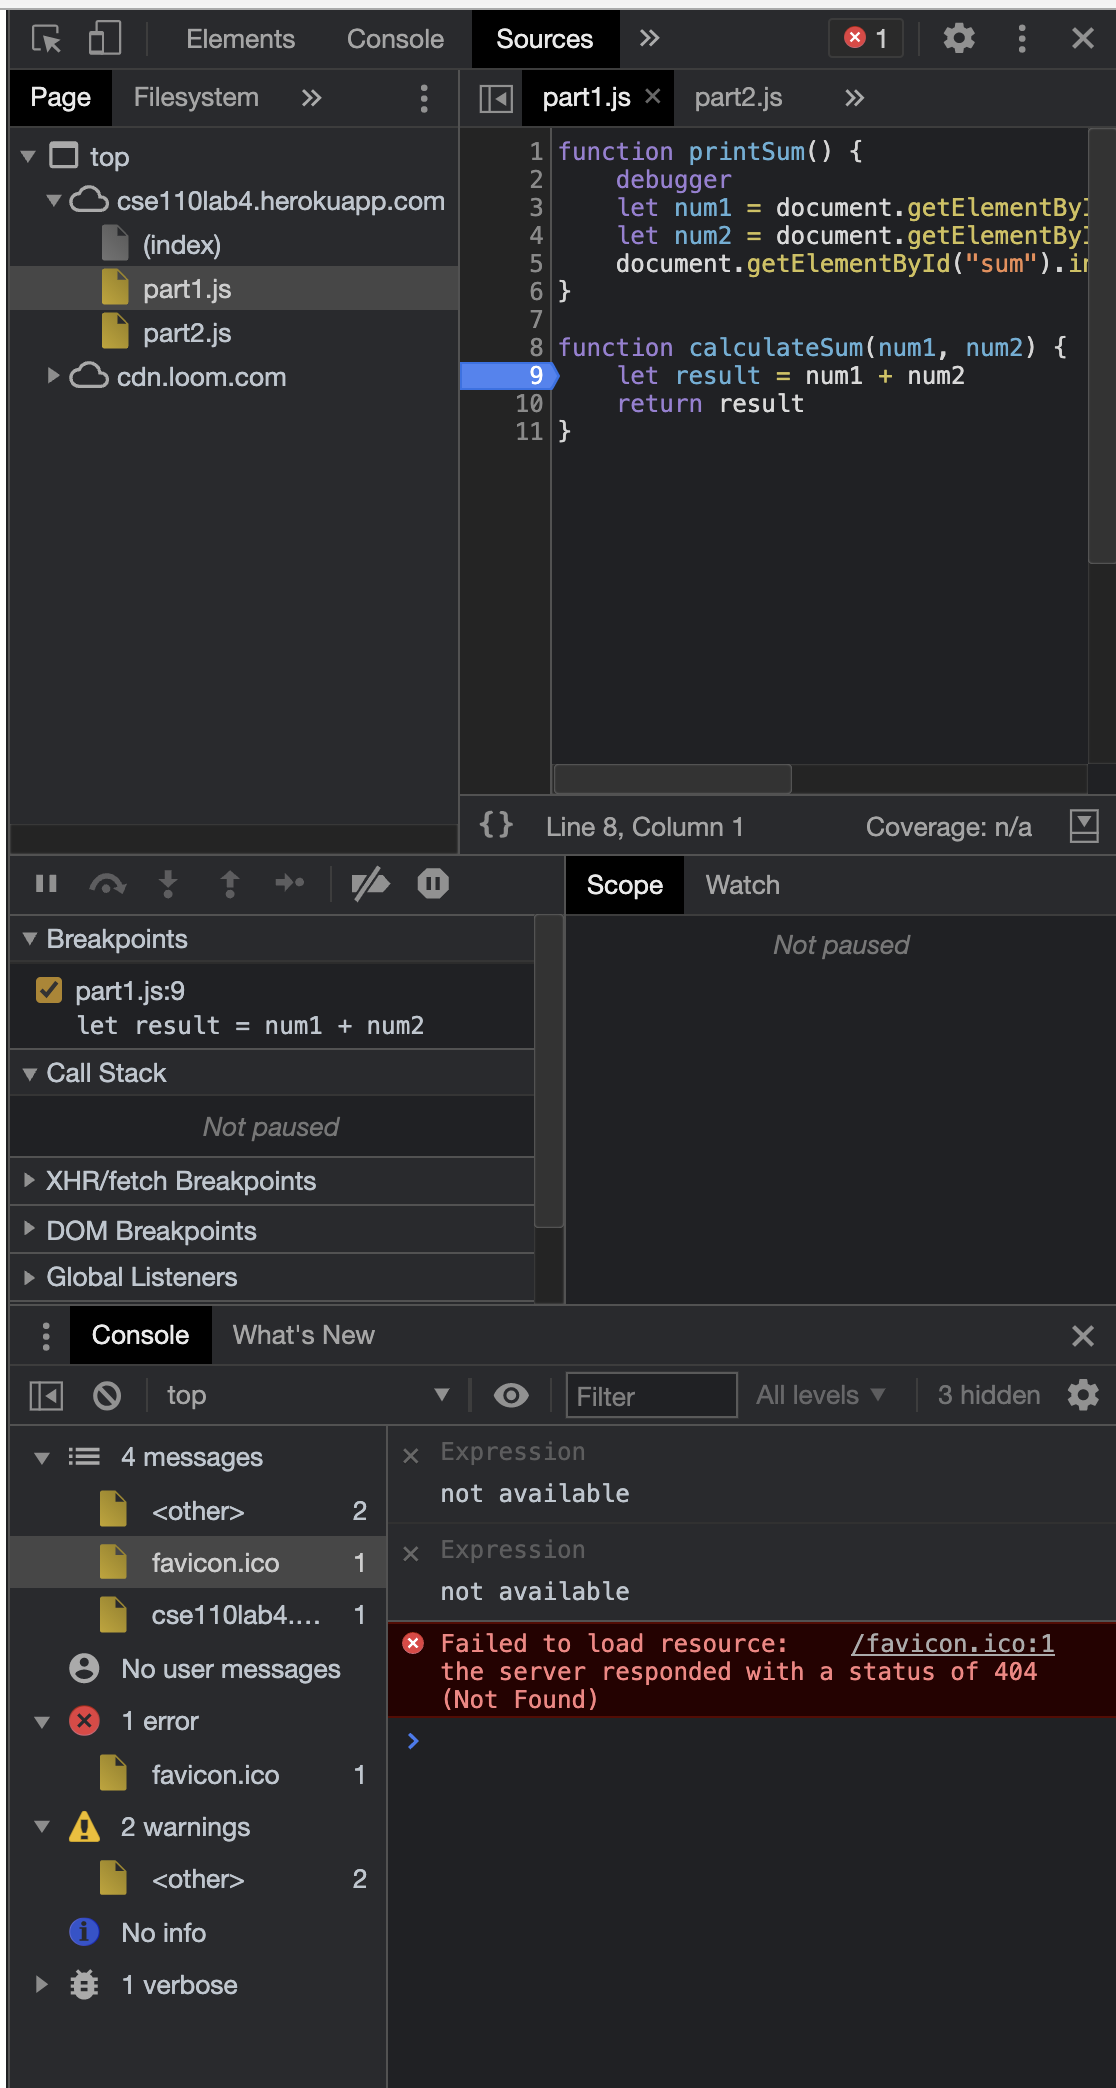 Elements Console Sources 1
Page Filesystem
part1.js part2.js
top
cse110lab4.herokuapp.com
(index)
part1.js
part2.js
cdn.loom.com
1 function printSum() {
2 debugger
3 let num1 = document.getElementByI
4 let num2 = document.getElementByI
5 document.getElementById("sum").in
6 }
7
8 function calculateSum(num1, num2) {
9 let result = num1 + num2
10 return result
11 }
{} Line 8, Column 1 Coverage: n/a
Scope Watch
Not paused
Breakpoints
part1.js:9
let result = num1 + num2
Call Stack
Not paused
XHR/fetch Breakpoints
DOM Breakpoints
Global Listeners
Console What's New
top Filter All levels 3 hidden
4 messages
<other> 2
favicon.ico 1
cse110lab4.... 1
No user messages
1 error
favicon.ico 1
2 warnings
<other> 2
No info
1 verbose
Expression
not available
Expression
not available
Failed to load resource: /favicon.ico:1
the server responded with a status of 404
(Not Found)